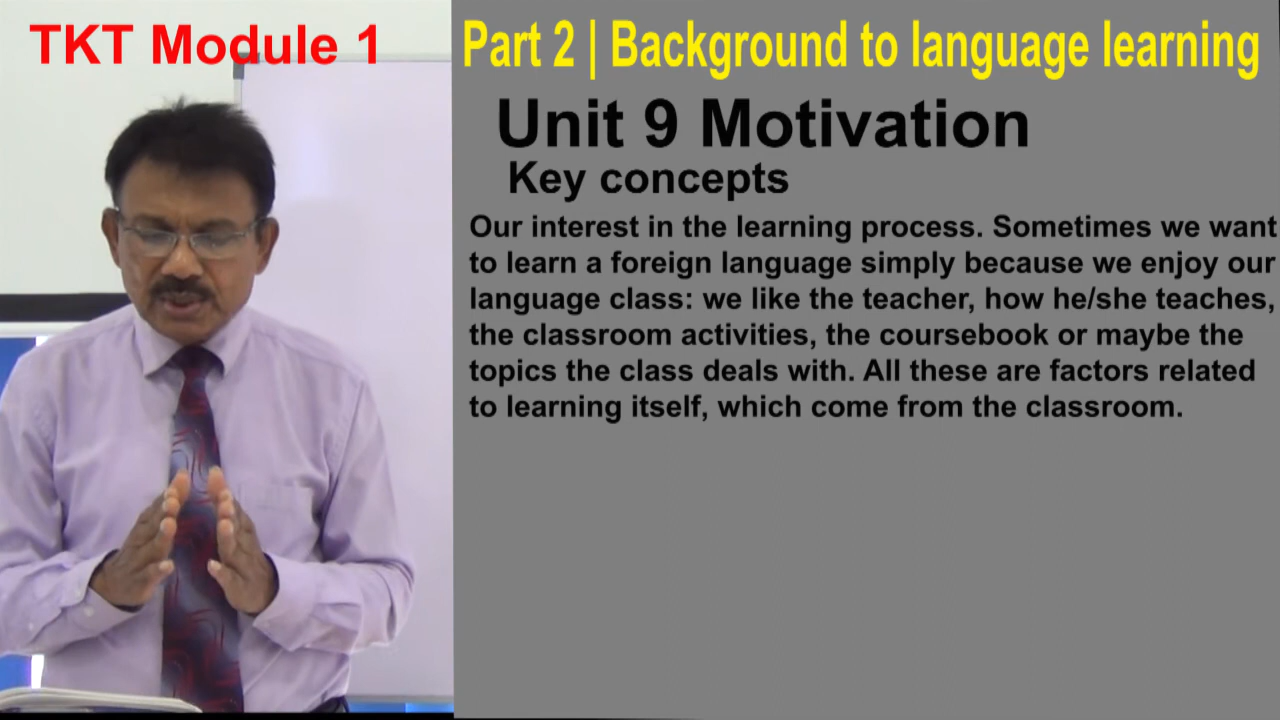 TKT Module 1
Part 2 | Background to language learning
Unit 9 Motivation
Key concepts
Our interest in the learning process. Sometimes we want
to learn a foreign language simply because we enjoy our
language class: we like the teacher, how he/she teaches,
the classroom activities, the coursebook or maybe the
topics the class deals with. All these are factors related
to learning itself, which come from the classroom.